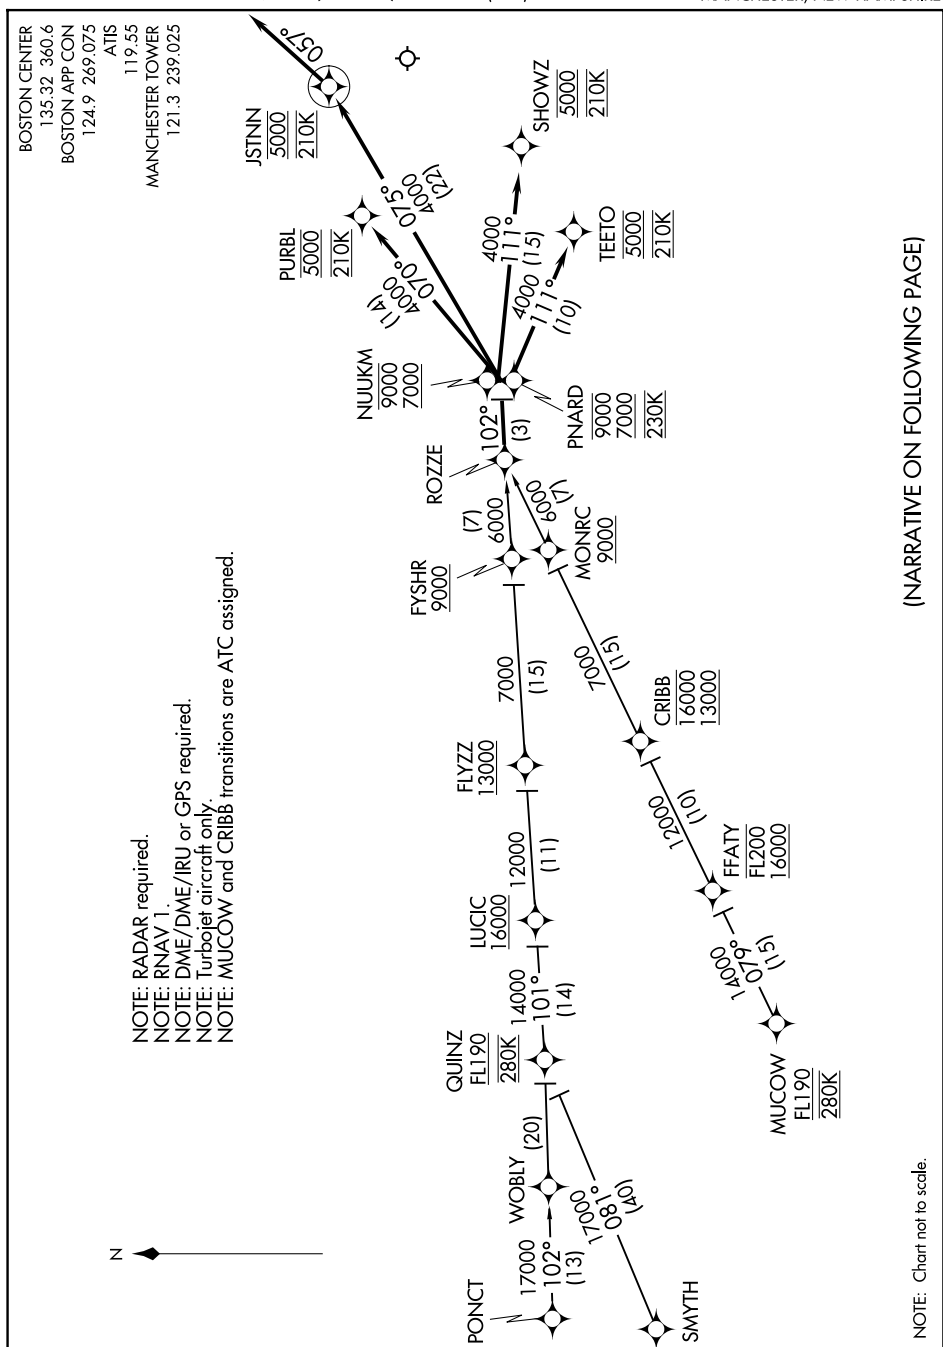 BOSTON CENTER
135.32 360.6
BOSTON APP CON
124.9 269.075
ATIS
119.55
MANCHESTER TOWER
121.3 239.025
057°
JSTNN
5000
210K
SHOWZ
5000
210K
PURBL
5000
210K
075°
4000
(22)
TEETO
5000
210K
070°
4000
(14)
4000
111°
(15)
4000
111°
(10)
NUUKM
9000
7000
PNARD
9000
7000
230K
102°
(3)
ROZZE
(7)
6000
6000
(7)
FYSHR
9000
MONRC
9000
7000
(15)
7000
(15)
FLYZZ
13000
CRIBB
16000
13000
12000
(11)
12000
(10)
LUCIC
16000
FFATY
FL200
16000
14000
101°
(14)
14000
079°
(15)
QUINZ
FL190
280K
MUCOW
FL190
280K
(20)
WOBLY
17000
081°
(40)
17000
102°
(13)
PONCT
SMYTH
NOTE: RADAR required.
NOTE: RNAV 1.
NOTE: DME/DME/IRU or GPS required.
NOTE: Turbojet aircraft only.
NOTE: MUCOW and CRIBB transitions are ATC assigned.
N
(NARRATIVE ON FOLLOWING PAGE)
NOTE: Chart not to scale.